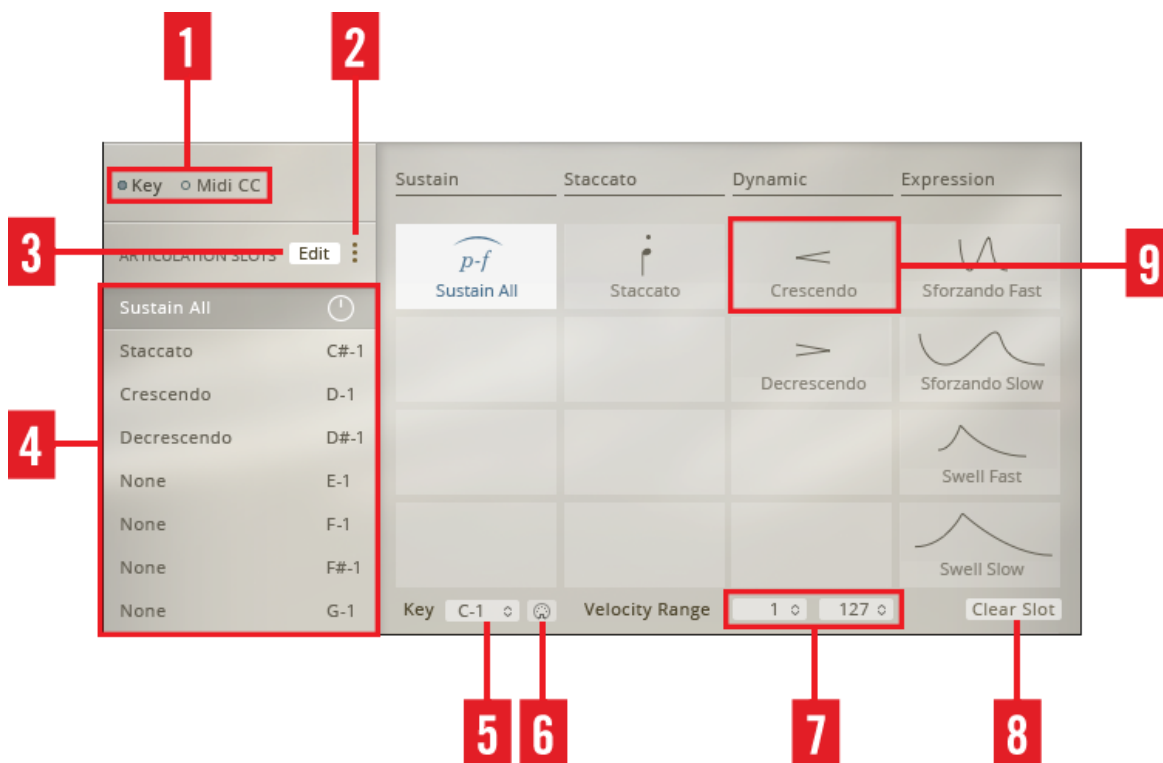 1
2
Key Midi CC
Sustain Staccato Dynamic Expression
3
ARTICULATION SLOTS Edit
9
p-f
Sustain All Staccato Crescendo Sforzando Fast
Sustain All
Staccato C#-1
Crescendo D-1
Decrescendo Sforzando Slow
4
Decrescendo D#-1
None E-1
Swell Fast
None F-1
None F#-1
Swell Slow
None G-1
Key C-1 Velocity Range 1 127 Clear Slot
5
6
7
8